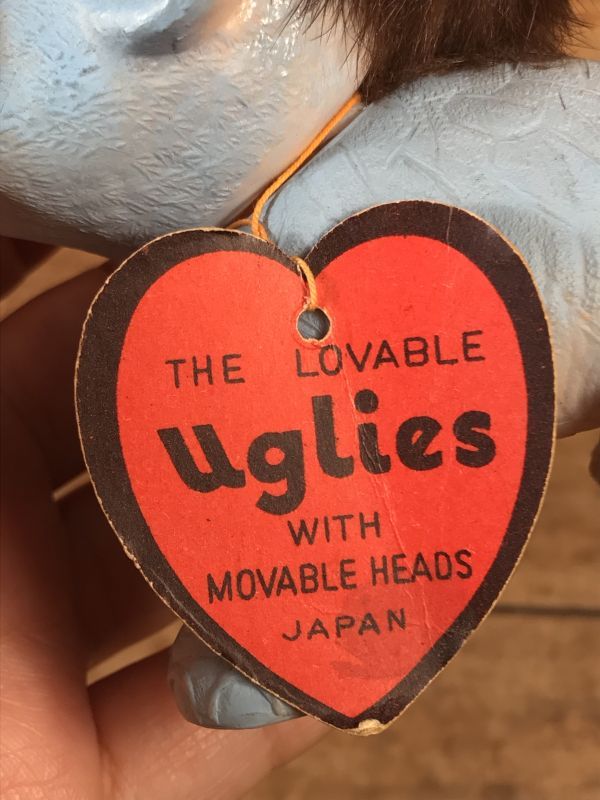 THE LOVABLE
Uglies
WITH
MOVABLE HEADS
JAPAN